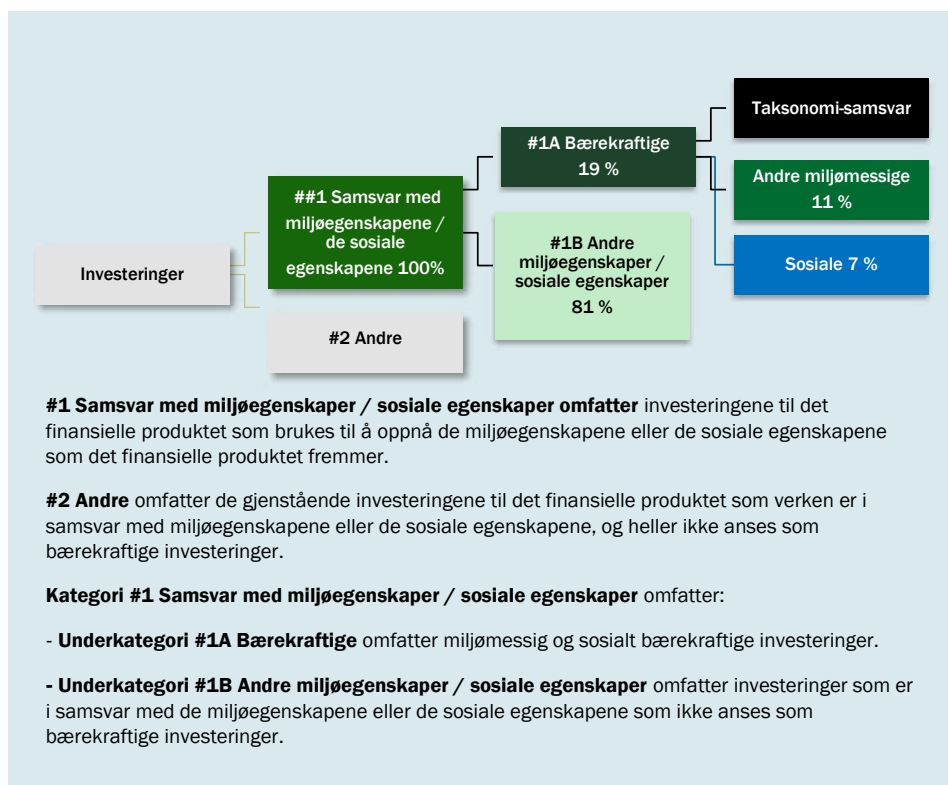 Taksonomi-samsvar
#1A Bærekraftige
19 %
Andre miljømessige
11 %
##1 Samsvar med
miljøegenskapene /
de sosiale
egenskapene 100%
#1B Andre
miljøegenskaper /
sosiale egenskaper
81 %
Sosiale 7 %
Investeringer
#2 Andre
#1 Samsvar med miljøegenskaper / sosiale egenskaper omfatter investeringene til det
finansielle produktet som brukes til å oppnå de miljøegenskapene eller de sosiale egenskapene
som det finansielle produktet fremmer.
#2 Andre omfatter de gjenstående investeringene til det finansielle produktet som verken er i
samsvar med miljøegenskapene eller de sosiale egenskapene, og heller ikke anses som
bærekraftige investeringer.
Kategori #1 Samsvar med miljøegenskaper / sosiale egenskaper omfatter:
- Underkategori #1A Bærekraftige omfatter miljømessig og sosialt bærekraftige investeringer.
- Underkategori #1B Andre miljøegenskaper / sosiale egenskaper omfatter investeringer som er
i samsvar med de miljøegenskapene eller de sosiale egenskapene som ikke anses som
bærekraftige investeringer.